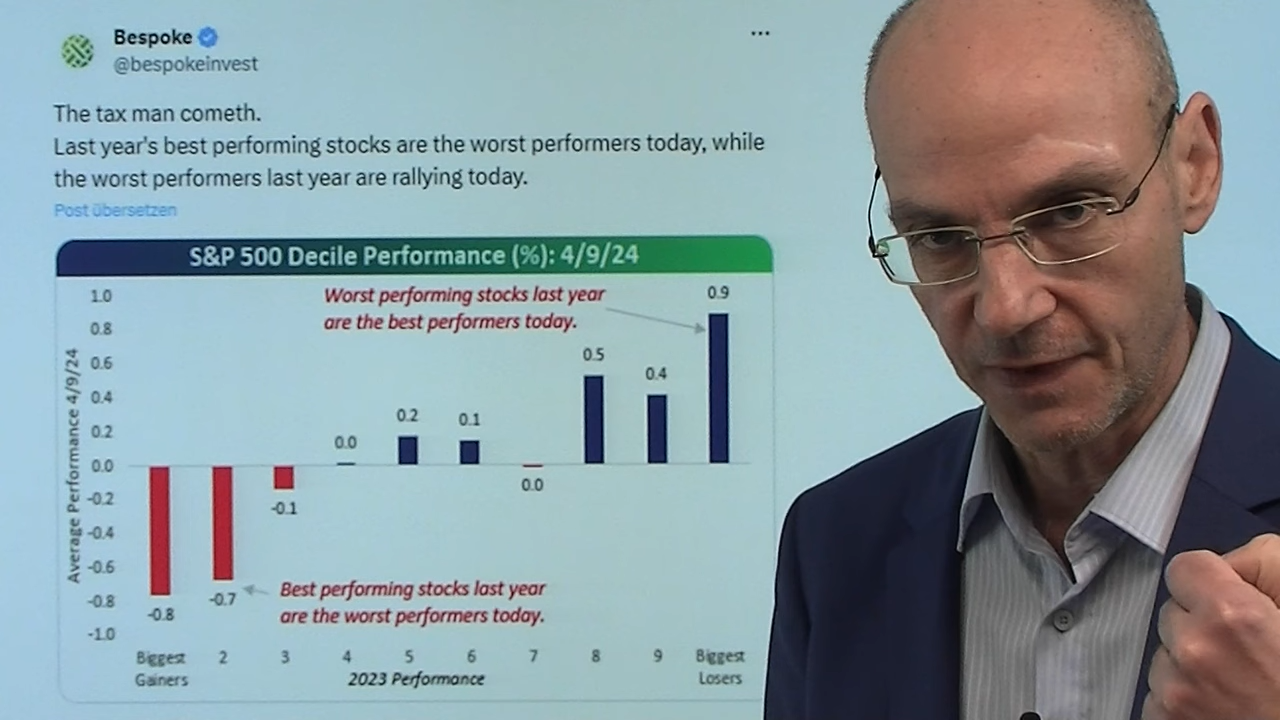 Bespoke
@bespokeinvest
...
The tax man cometh.
Last year's best performing stocks are the worst performers today, while
the worst performers last year are rallying today.
Post übersetzen
S&P 500 Decile Performance (%): 4/9/24
Average Performance 4/9/24
1.0
0.8
0.6
0.4
0.2
0.0
-0.2
-0.4
-0.6
-0.8
-1.0
Worst performing stocks last year
are the best performers today.
-0.8
-0.7
-0.1
0.0
0.2
0.1
0.0
0.5
0.4
0.9
Best performing stocks last year
are the worst performers today.
Biggest Gainers 2 3 4 5 6 7 8 9 Biggest Losers
2023 Performance